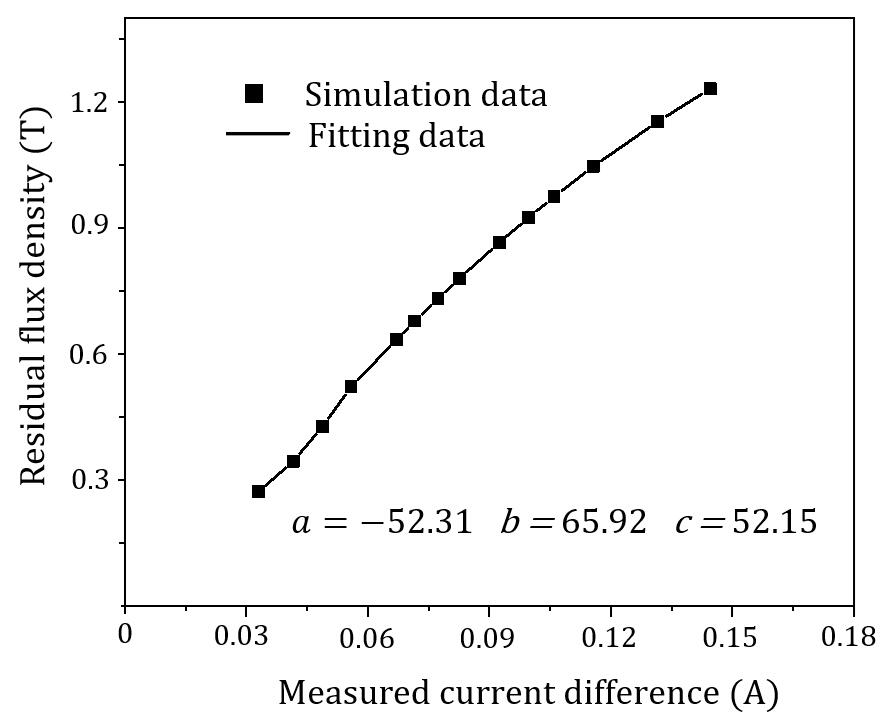 Simulation data
Fitting data
Residual flux density (T)
1.2
0.9
0.6
0.3
a = −52.31 b = 65.92 c = 52.15
0 0.03 0.06 0.09 0.12 0.15 0.18
Measured current difference (A)